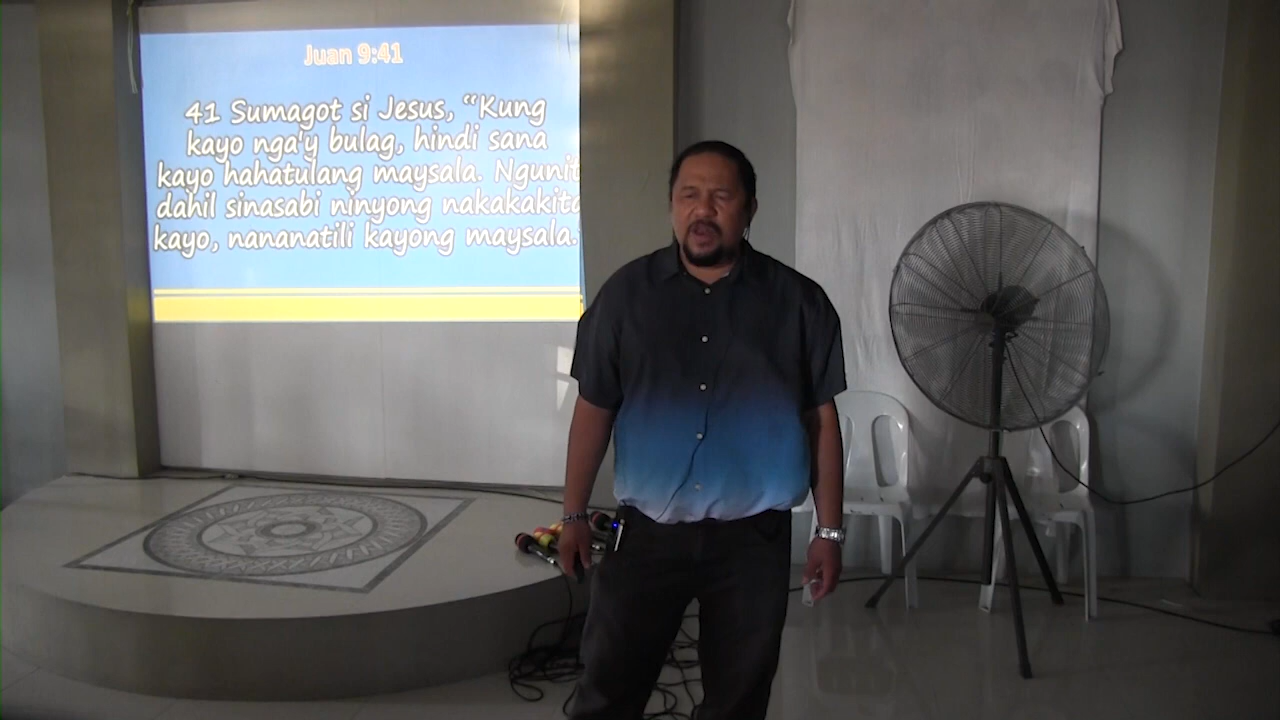 Juan 9:41
41 Sumagot si Jesus, “Kung
kayo nga'y bulag, hindi sana
kayo hahatulang maysala. Ngunit
dahil sinasabi ninyong nakakakita
kayo, nananatili kayong maysala.”